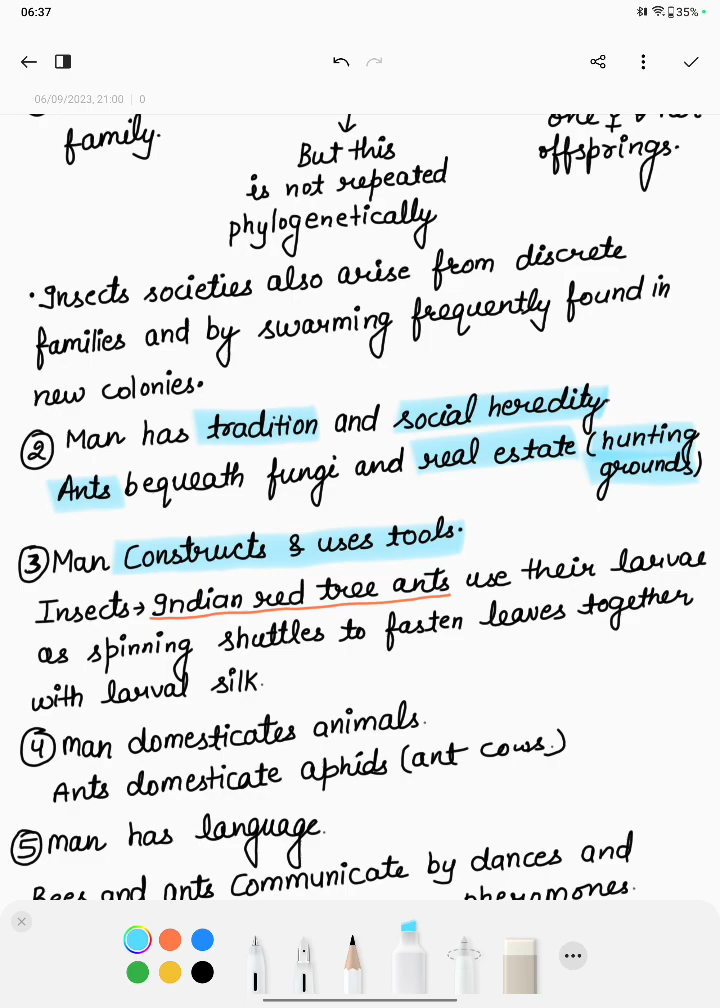 06:37
35%
06/09/2023, 21:00 | 0
family.
But this
is not repeated
phylogenetically
one ♀
offsprings.
• Insects societies also arise from discrete
families and by swarming frequently found in
new colonies.
② Man has tradition and social heredity
Ants bequeath fungi and real estate (hunting
grounds)
③ Man Constructs & uses tools.
Insects → Indian red tree ants use their larvae
as spinning shuttles to fasten leaves together
with larval silk.
④ Man domesticates animals.
Ants domesticate aphids (ant cows.)
⑤ Man has language.
Bees and ants Communicate by dances and
pheromones.